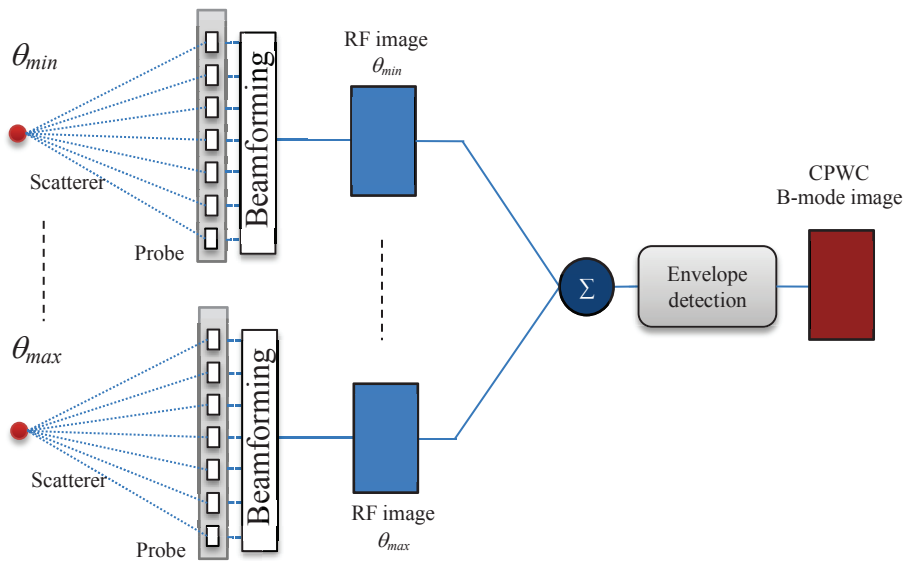 θmin
Scatterer
Probe
Beamforming
RF image
θmin
θmax
Scatterer
Probe
Beamforming
RF image
θmax
Σ
Envelope
detection
CPWC
B-mode image